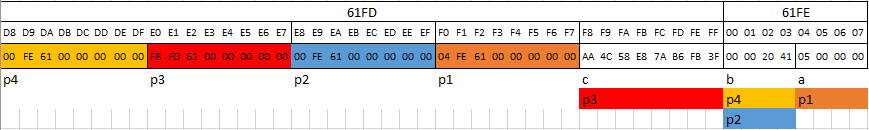 61FD 61FE
D8 D9 DA DB DC DD DE DF E0 E1 E2 E3 E4 E5 E6 E7 E8 E9 EA EB EC ED EE EF F0 F1 F2 F3 F4 F5 F6 F7 F8 F9 FA FB FC FD FE FF 00 01 02 03 04 05 06 07
00 FE 61 00 00 00 00 00 F8 FD 61 00 00 00 00 00 00 FE 61 00 00 00 00 00 04 FE 61 00 00 00 00 00 AA 4C 58 E8 7A B6 FB 3F 00 00 20 41 05 00 00 00
p4 p3 p2 p1 c b a
p3 p4 p1
p2